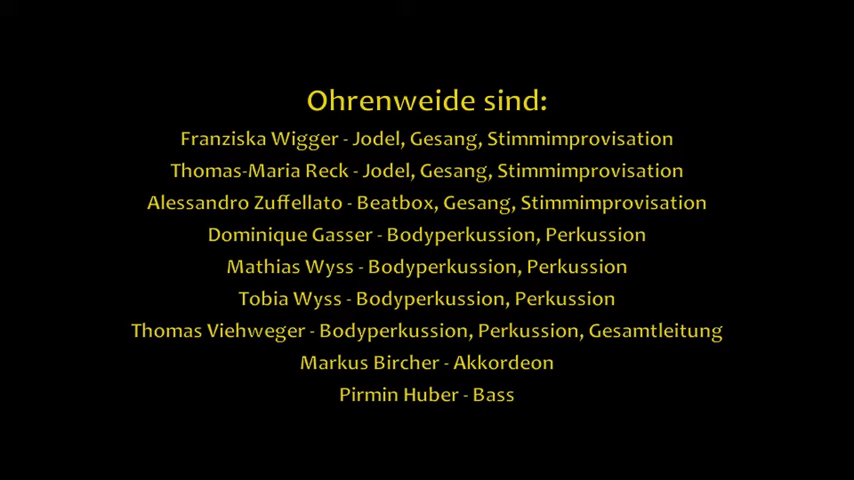 Ohrenweide sind:
Franziska Wigger - Jodel, Gesang, Stimmimprovisation
Thomas-Maria Reck - Jodel, Gesang, Stimmimprovisation
Alessandro Zuffellato - Beatbox, Gesang, Stimmimprovisation
Dominique Gasser - Bodyperkussion, Perkussion
Mathias Wyss - Bodyperkussion, Perkussion
Tobia Wyss - Bodyperkussion, Perkussion
Thomas Viehweger - Bodyperkussion, Perkussion, Gesamtleitung
Markus Bircher - Akkordeon
Pirmin Huber - Bass